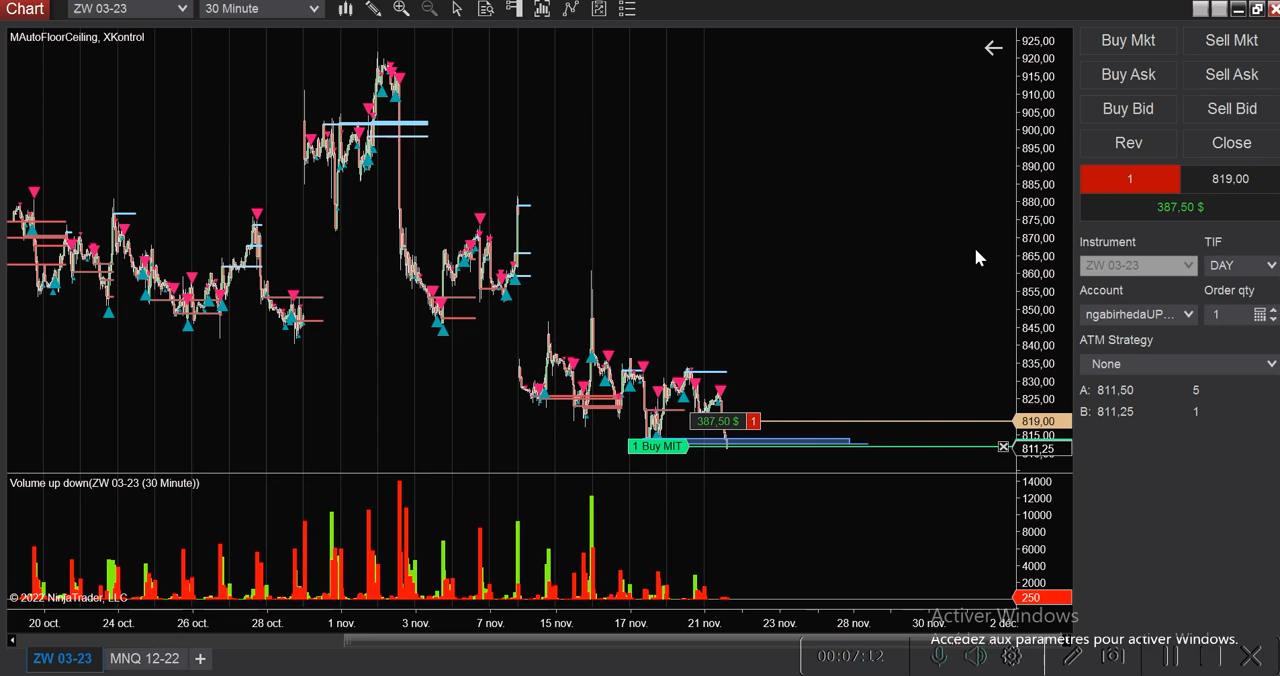 Chart ZW 03-23 30 Minute
MAutoFloorCeiling, XKontrol
925,00
920,00
915,00
910,00
905,00
900,00
895,00
890,00
885,00
880,00
875,00
870,00
865,00
860,00
855,00
850,00
845,00
840,00
835,00
830,00
825,00
819,00
815,00
811,25
387,50 $ 1
1 Buy MIT
Volume up down(ZW 03-23 (30 Minute))
14000
12000
10000
8000
6000
4000
2000
250
© 2022 NinjaTrader, LLC
20 oct. 24 oct. 26 oct. 28 oct. 1 nov. 3 nov. 7 nov. 15 nov. 17 nov. 21 nov. 23 nov. 28 nov. 30 nov. 2 déc.
ZW 03-23 MNQ 12-22 +
Buy Mkt Sell Mkt
Buy Ask Sell Ask
Buy Bid Sell Bid
Rev Close
1 819,00
387,50 $
Instrument TIF
ZW 03-23 DAY
Account Order qty
ngabirhedaUP... 1
ATM Strategy
None
A: 811,50 5
B: 811,25 1
Activer Windows
Accédez aux paramètres pour activer Windows.
00:07:12